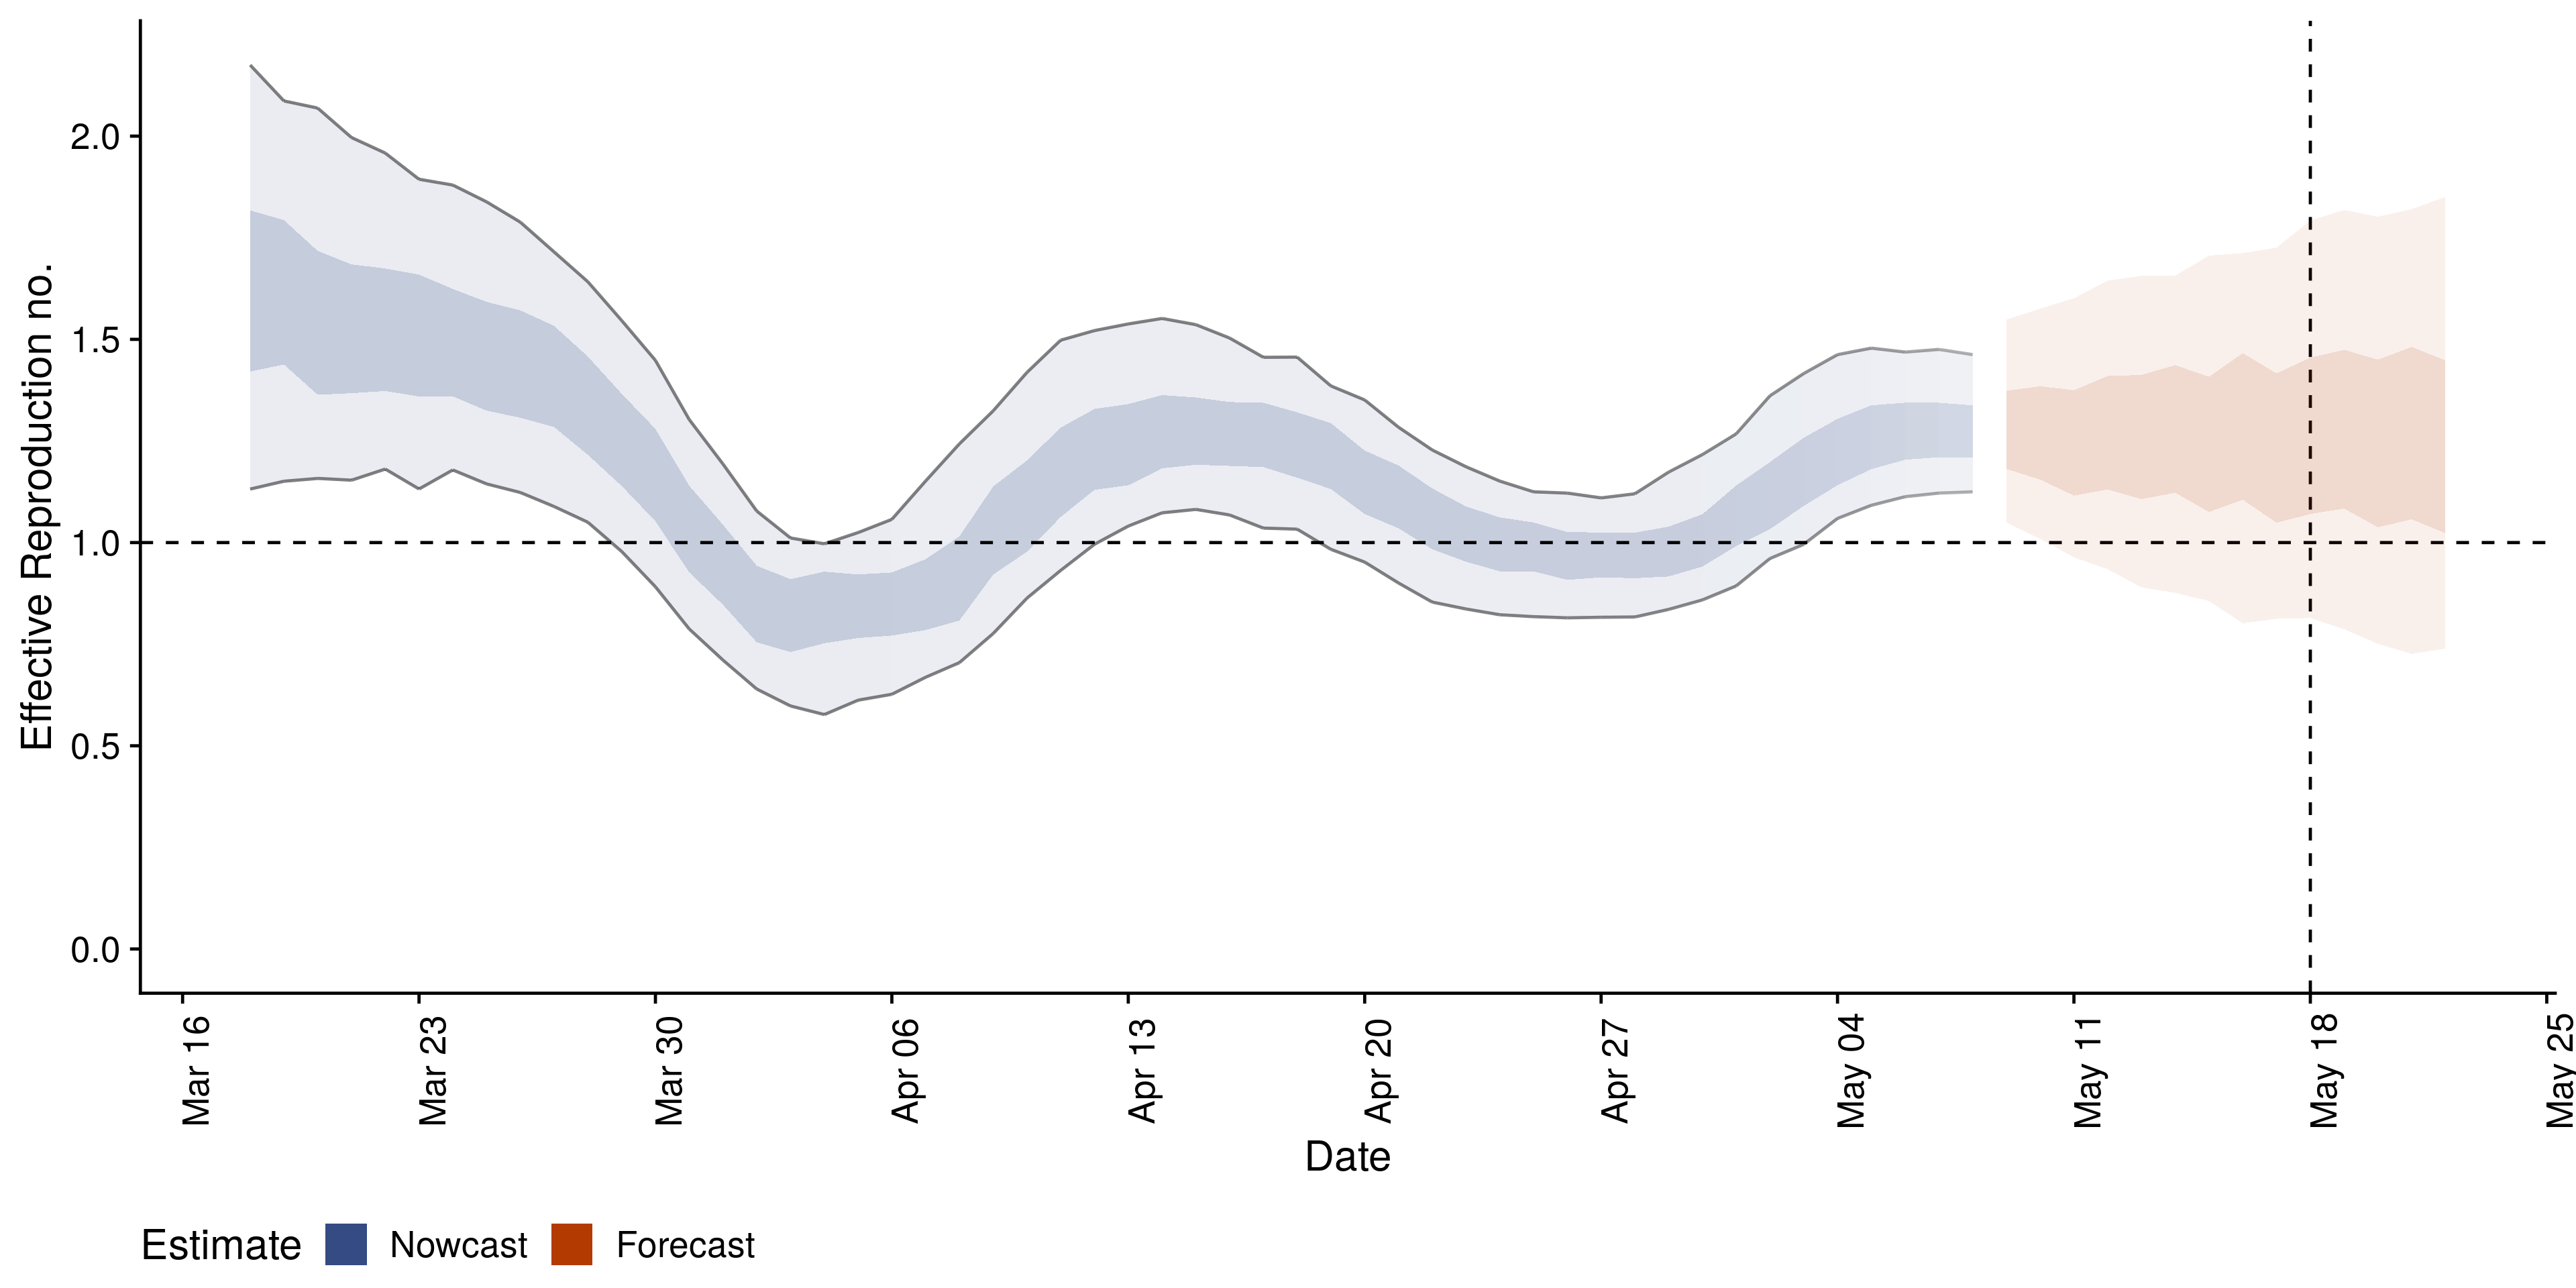 Effective Reproduction no.
2.0
1.5
1.0
0.5
0.0
Mar 16
Mar 23
Mar 30
Apr 06
Apr 13
Apr 20
Apr 27
May 04
May 11
May 18
May 25
Date
Estimate Nowcast Forecast